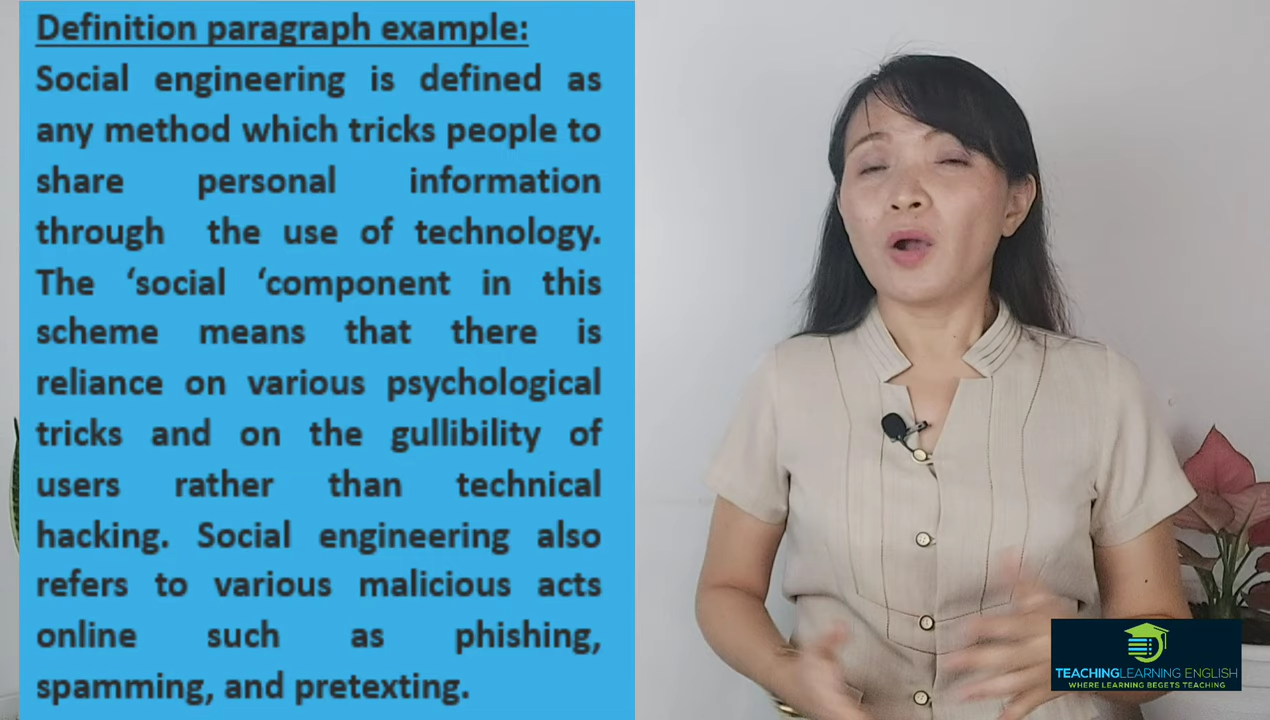 Definition paragraph example:
Social engineering is defined as
any method which tricks people to
share personal information
through the use of technology.
The ‘social ‘component in this
scheme means that there is
reliance on various psychological
tricks and on the gullibility of
users rather than technical
hacking. Social engineering also
refers to various malicious acts
online such as phishing,
spamming, and pretexting.
TEACHINGLEARNING ENGLISH
WHERE LEARNING BEGETS TEACHING